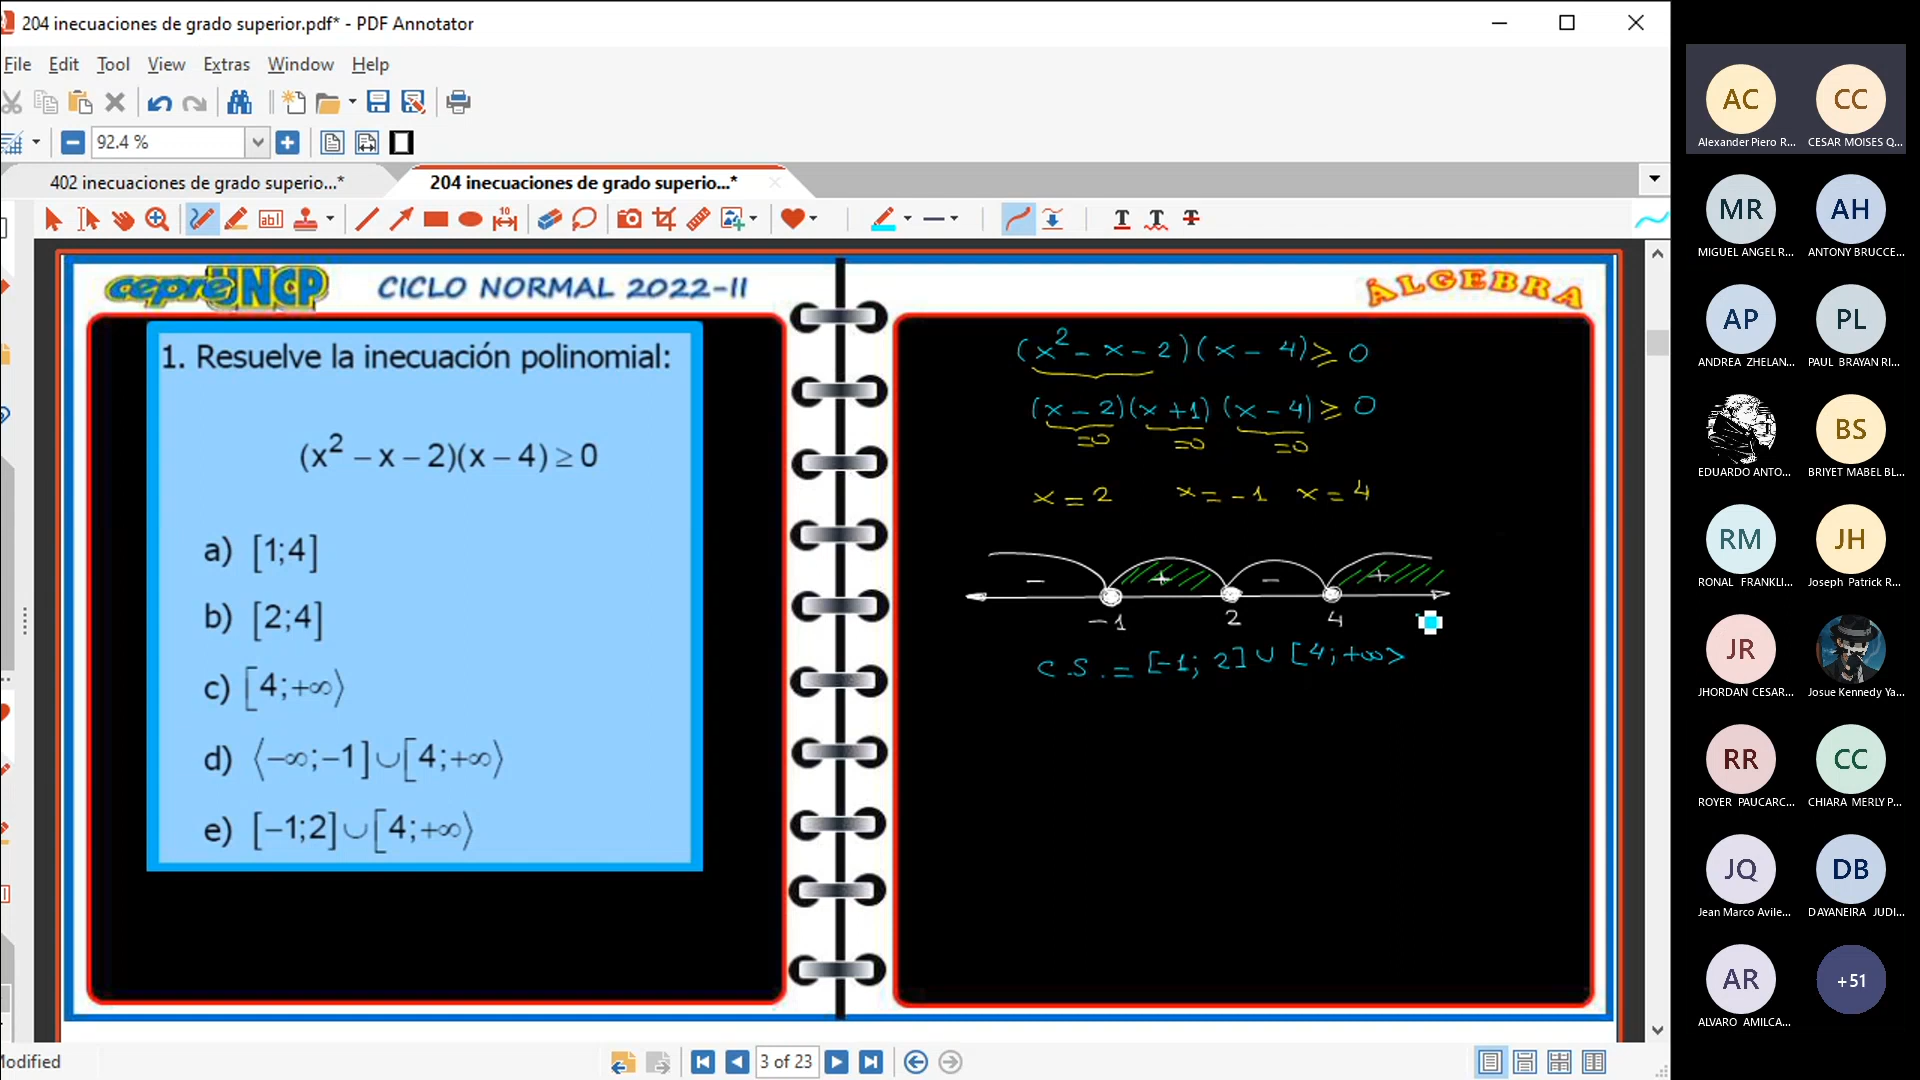 204 inecuaciones de grado superior.pdf* - PDF Annotator
File Edit Tool View Extras Window Help
92.4 %
402 inecuaciones de grado superio...*
204 inecuaciones de grado superio...*
cepreUNCP
CICLO NORMAL 2022-II
ÁLGEBRA
1. Resuelve la inecuación polinomial:
(x² − x − 2)(x − 4) ≥ 0
a) [1;4]
b) [2;4]
c) [4;+∞⟩
d) ⟨−∞;−1]∪[4;+∞⟩
e) [−1;2]∪[4;+∞⟩
(x² − x − 2)(x − 4) ≥ 0
(x − 2)(x + 1)(x − 4) ≥ 0
=0 =0 =0
x = 2 x = −1 x = 4
− + − +
−1 2 4
C.S. = [−1; 2] ∪ [4; +∞>
AC CC
Alexander Piero R... CESAR MOISES Q...
MR AH
MIGUEL ANGEL R... ANTONY BRUCCE...
AP PL
ANDREA ZHELAN... PAUL BRAYAN RI...
BS
EDUARDO ANTO... BRIYET MABEL BL...
RM JH
RONAL FRANKLI... Joseph Patrick R...
JR
JHORDAN CESAR... Josue Kennedy Ya...
RR CC
ROYER PAUCARC... CHIARA MERLY P...
JQ DB
Jean Marco Avile... DAYANEIRA JUDI...
AR +51
ALVARO AMILCA...
Modified
3 of 23